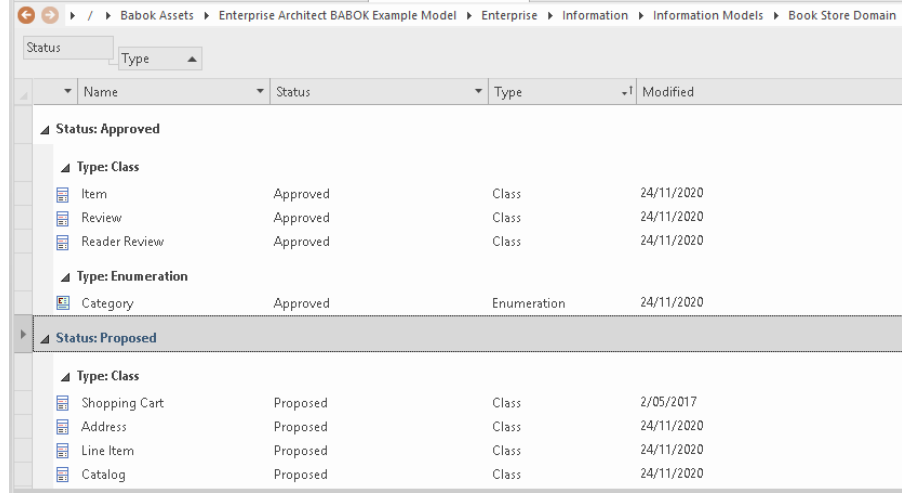 / Babok Assets Enterprise Architect BABOK Example Model Enterprise Information Information Models Book Store Domain
Status
Type
Name Status Type Modified
Status: Approved
Type: Class
Item Approved Class 24/11/2020
Review Approved Class 24/11/2020
Reader Review Approved Class 24/11/2020
Type: Enumeration
Category Approved Enumeration 24/11/2020
Status: Proposed
Type: Class
Shopping Cart Proposed Class 2/05/2017
Address Proposed Class 24/11/2020
Line Item Proposed Class 24/11/2020
Catalog Proposed Class 24/11/2020